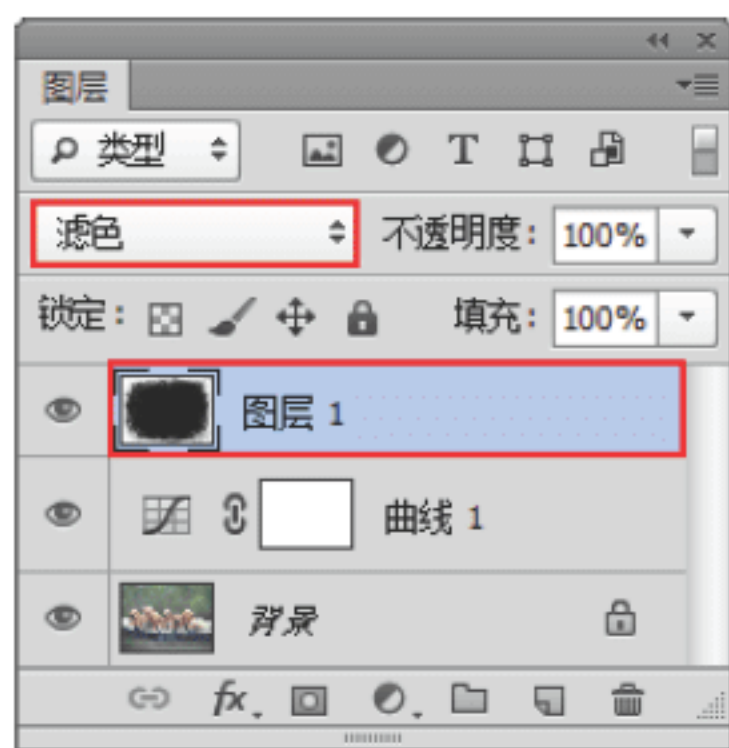 图层
类型 T
滤色 不透明度: 100%
锁定: 填充: 100%
图层 1
曲线 1
背景
fx.